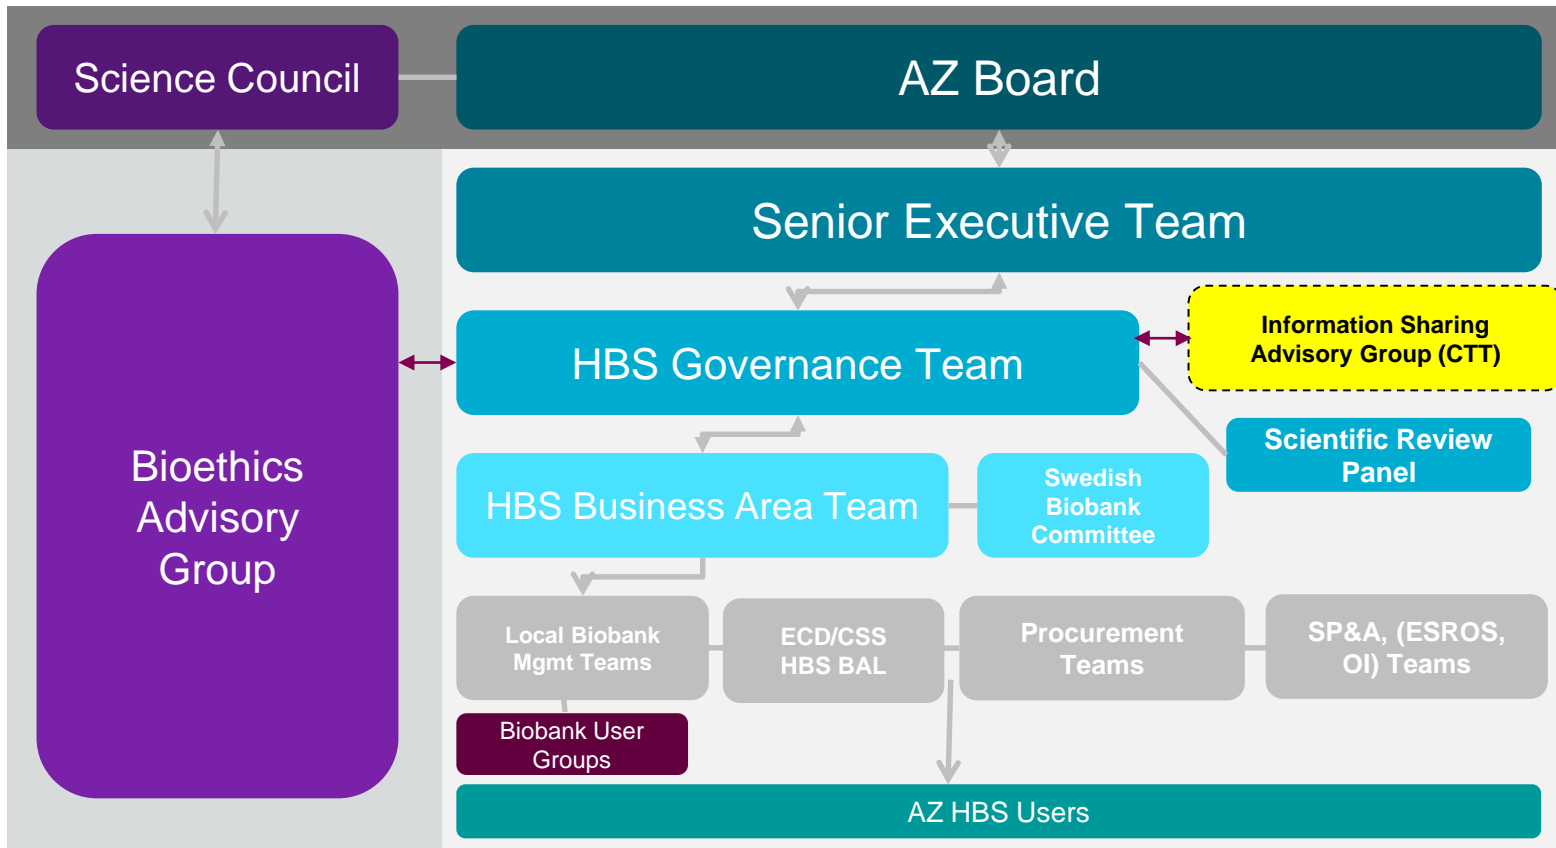 Science Council
AZ Board
Senior Executive Team
Information Sharing
Advisory Group (CTT)
HBS Governance Team
Scientific Review
Panel
Bioethics
Advisory
Group
HBS Business Area Team
Swedish
Biobank
Committee
Local Biobank
Mgmt Teams
ECD/CSS
HBS BAL
Procurement
Teams
SP&A, (ESROS,
OI) Teams
Biobank User
Groups
AZ HBS Users